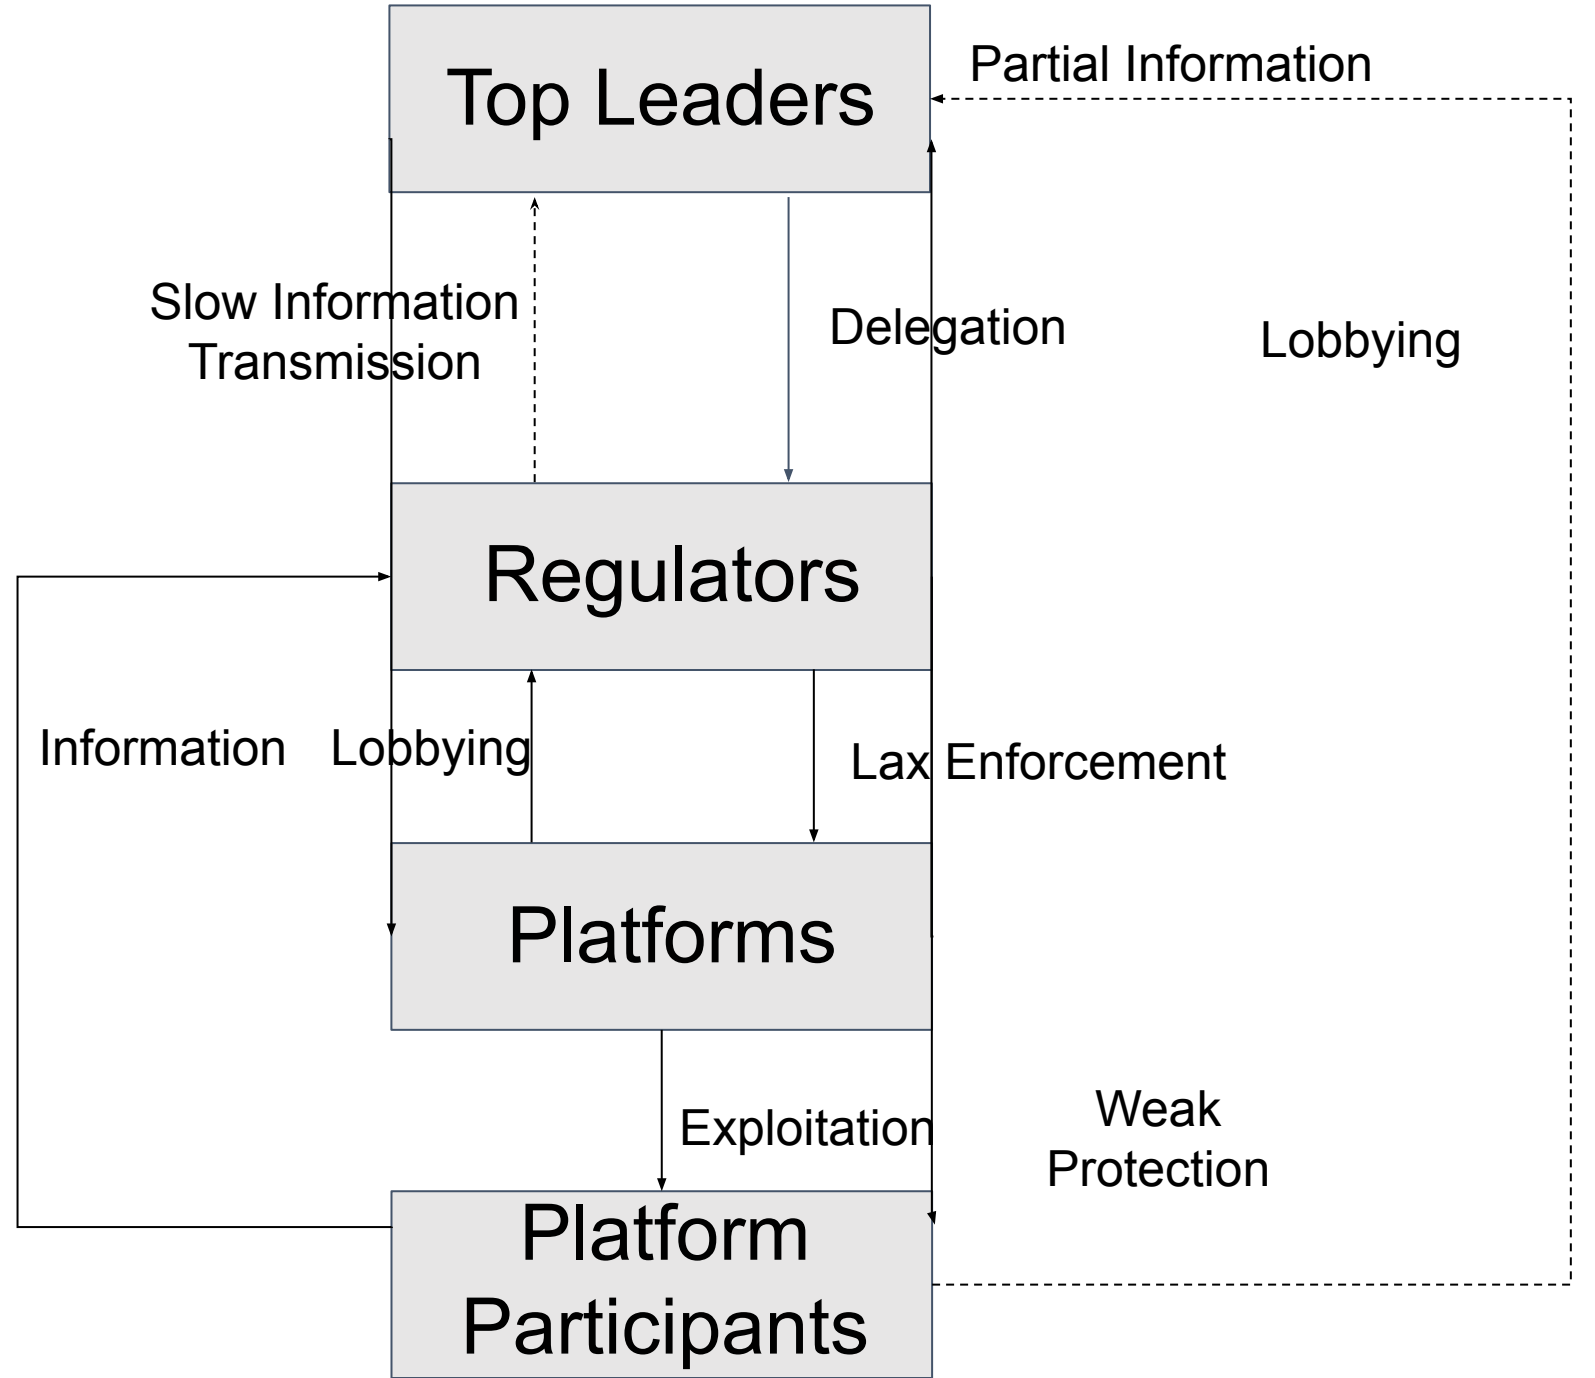 Top Leaders
Partial Information
Slow Information
Transmission
Delegation
Lobbying
Regulators
Information
Lobbying
Lax Enforcement
Platforms
Exploitation
Weak
Protection
Platform
Participants